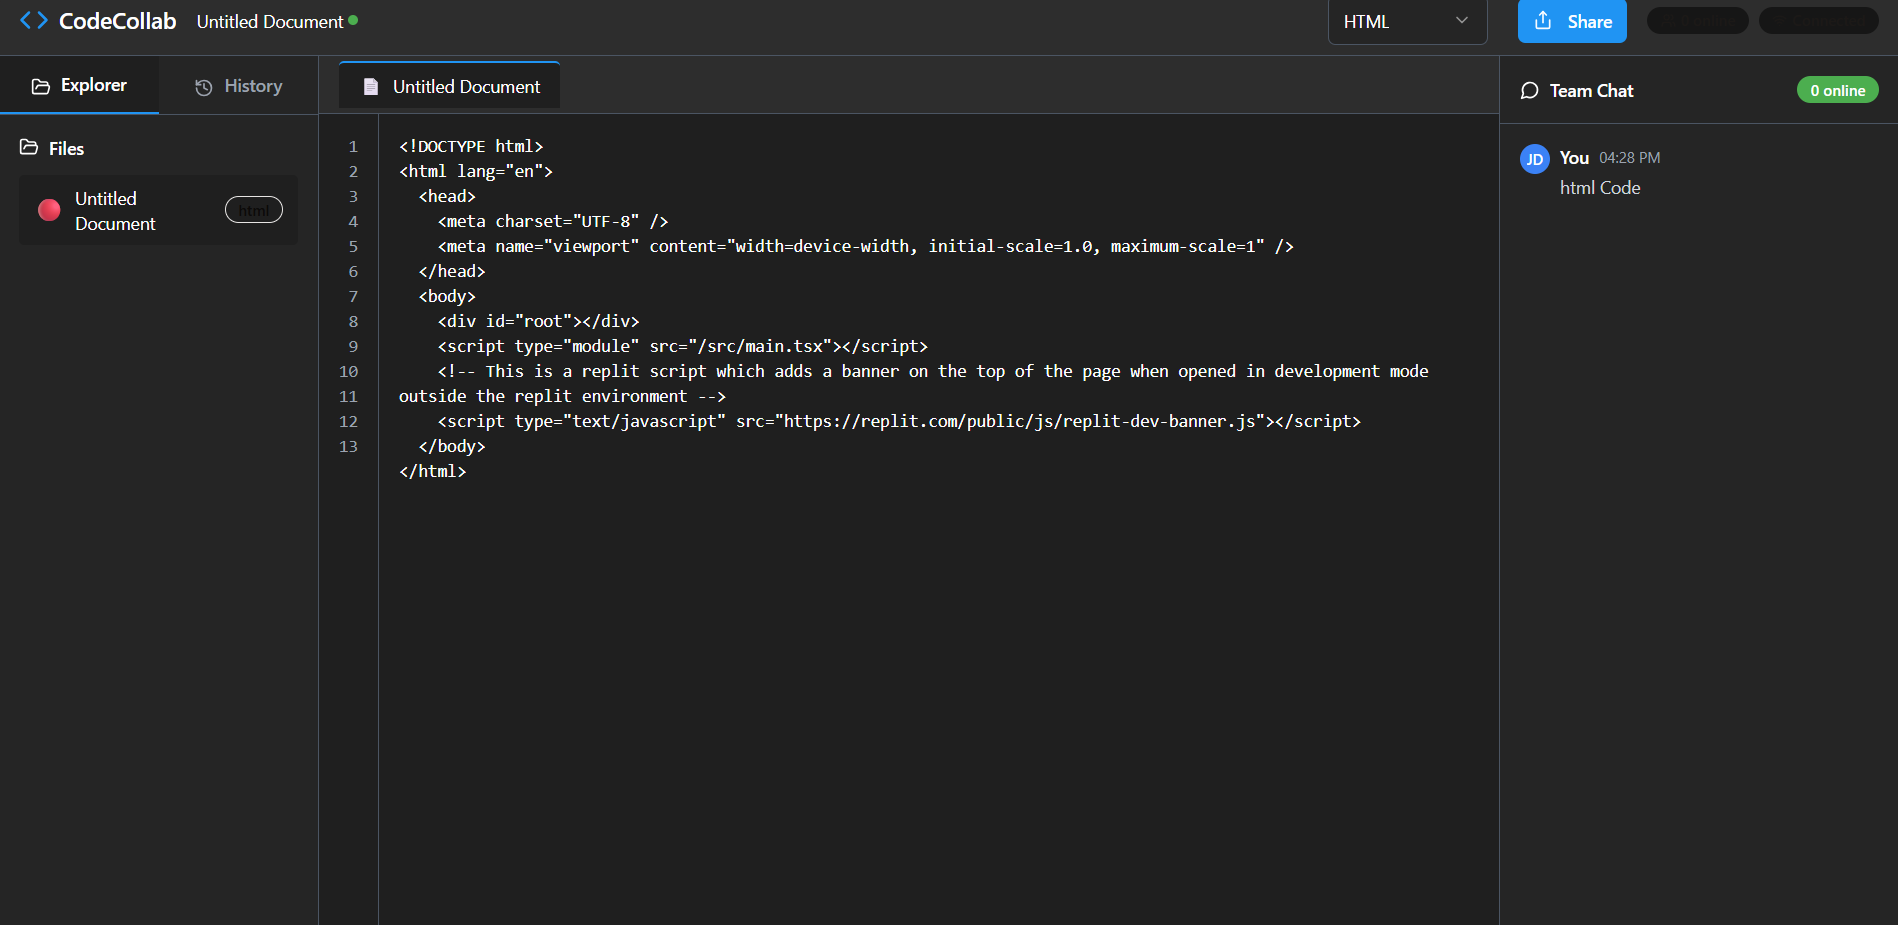 CodeCollab
Untitled Document
HTML
Share
Explorer
History
Files
Untitled
Document
html
Untitled Document
1
2
3
4
5
6
7
8
9
10
11
12
13
<!DOCTYPE html>
<html lang="en">
  <head>
    <meta charset="UTF-8" />
    <meta name="viewport" content="width=device-width, initial-scale=1.0, maximum-scale=1" />
  </head>
  <body>
    <div id="root"></div>
    <script type="module" src="/src/main.tsx"></script>
    <!-- This is a replit script which adds a banner on the top of the page when opened in development mode
outside the replit environment -->
    <script type="text/javascript" src="https://replit.com/public/js/replit-dev-banner.js"></script>
  </body>
</html>
Team Chat
0 online
JD
You 04:28 PM
html Code